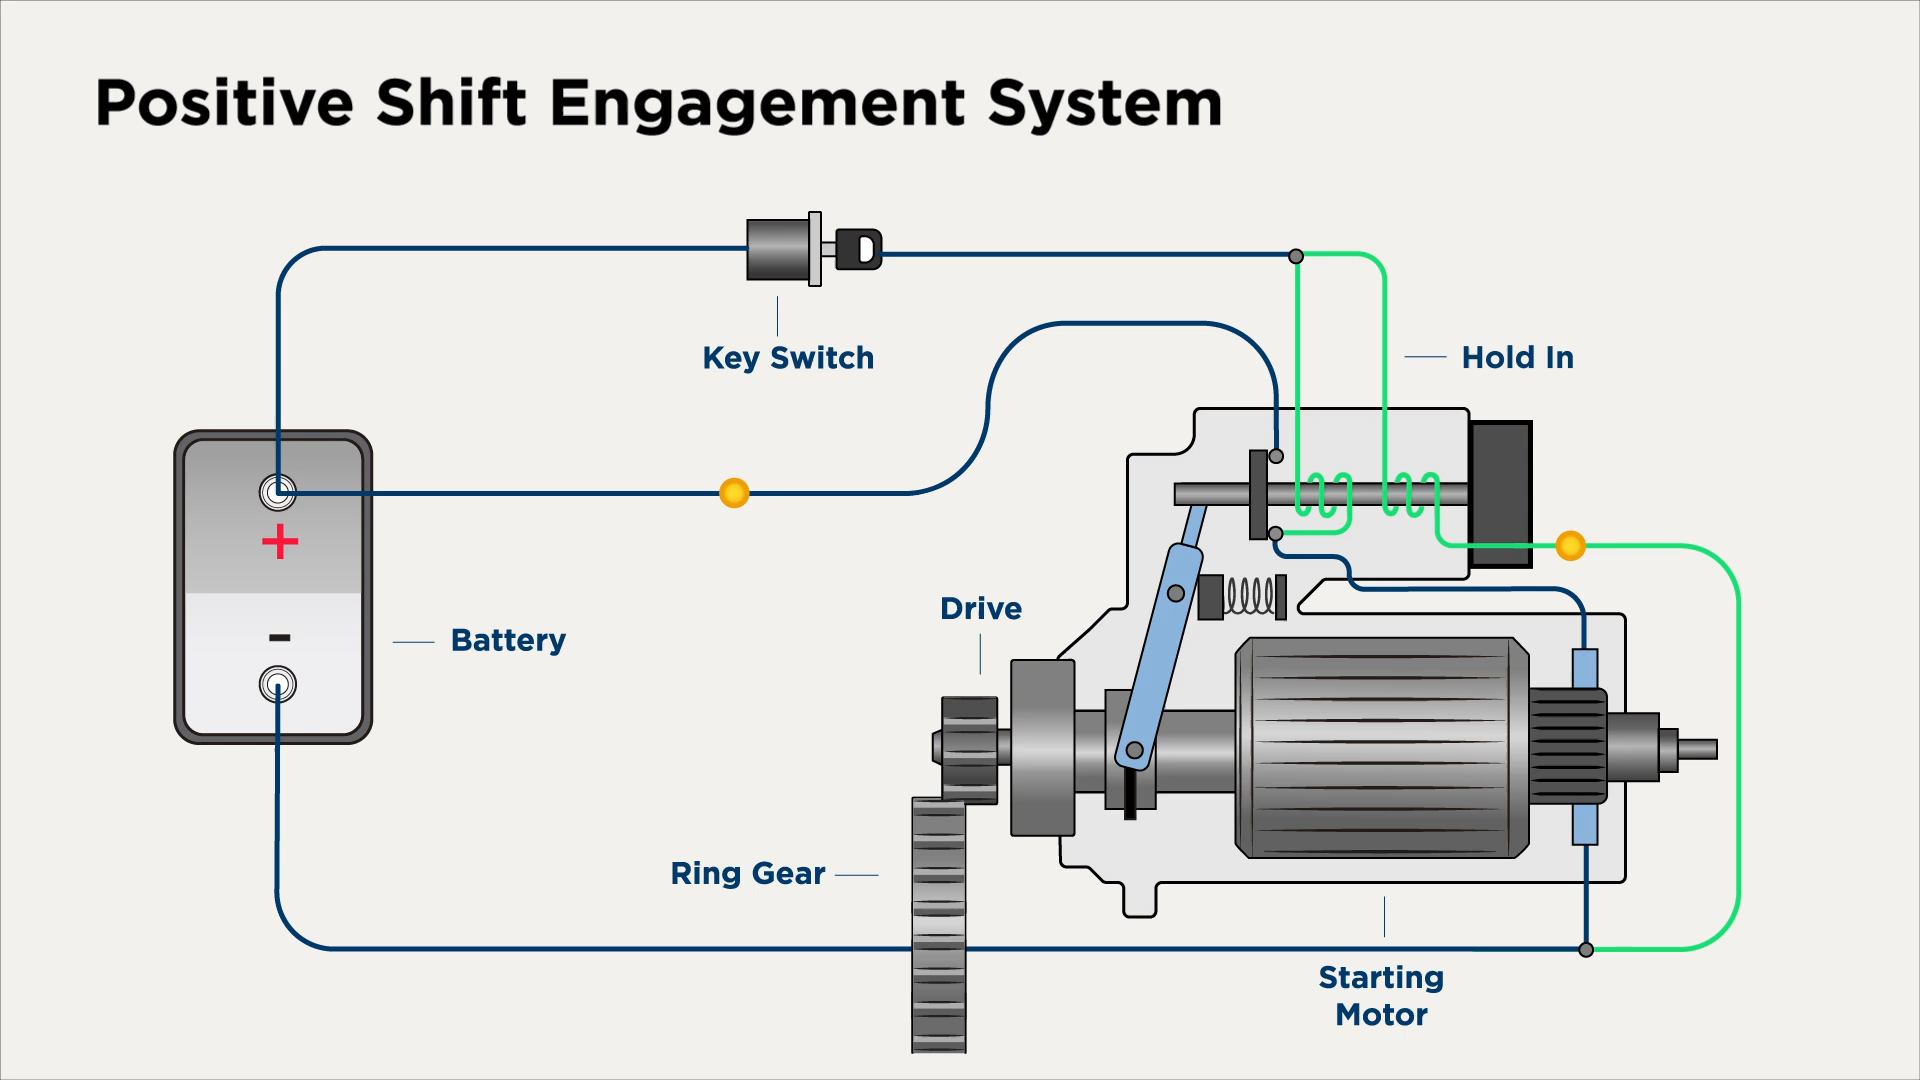 Positive Shift Engagement System
Key Switch
Hold In
+
-
Battery
Drive
Ring Gear
Starting
Motor